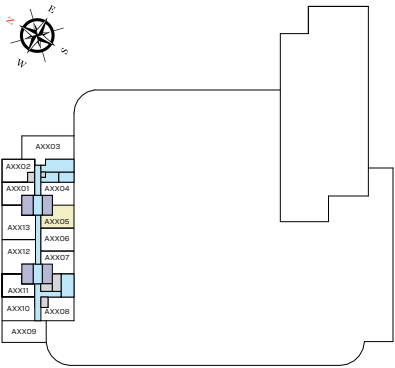 E
N
S
W
AXX03
AXX02
AXX01 AXX04
AXX05
AXX13
AXX06
AXX12
AXX07
AXX11
AXX10 AXX08
AXX09